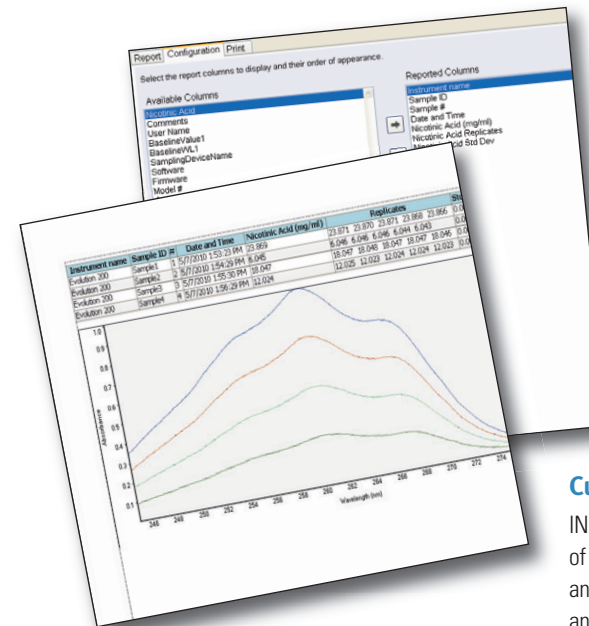 Report Configuration Print
Select the report columns to display and their order of appearance.
Available Columns
Nicotinic Acid
Comments
User Name
BaselineValue1
BaselineWL1
SamplingDeviceName
Software
Firmware
Model #
Reported Columns
Instrument name
Sample ID
Sample #
Date and Time
Nicotinic Acid (mg/ml)
Nicotinic Acid Replicates
Acid Std Dev
Instrument name Sample ID # Date and Time Nicotinic Acid (mg/ml) Replicates
Evolution 200 Sample1 1 5/7/2010 1:53:23 PM 23.869 23.871 23.870 23.871 23.868 23.866
Evolution 200 Sample2 2 5/7/2010 1:54:29 PM 6.045 6.046 6.046 6.046 6.044 6.043
Evolution 200 Sample3 3 5/7/2010 1:55:30 PM 18.047 18.047 18.048 18.047 18.047 18.046
Evolution 200 Sample4 4 5/7/2010 1:56:29 PM 12.024 12.025 12.023 12.024 12.024 12.023
1.0
0.9
0.8
0.7
0.6
0.5
0.4
0.3
0.2
0.1
Absorbance
246 248 250 252 254 256 258 260 262 264 266 268 270 272 274
Wavelength (nm)
Cu
IN
of
an
an